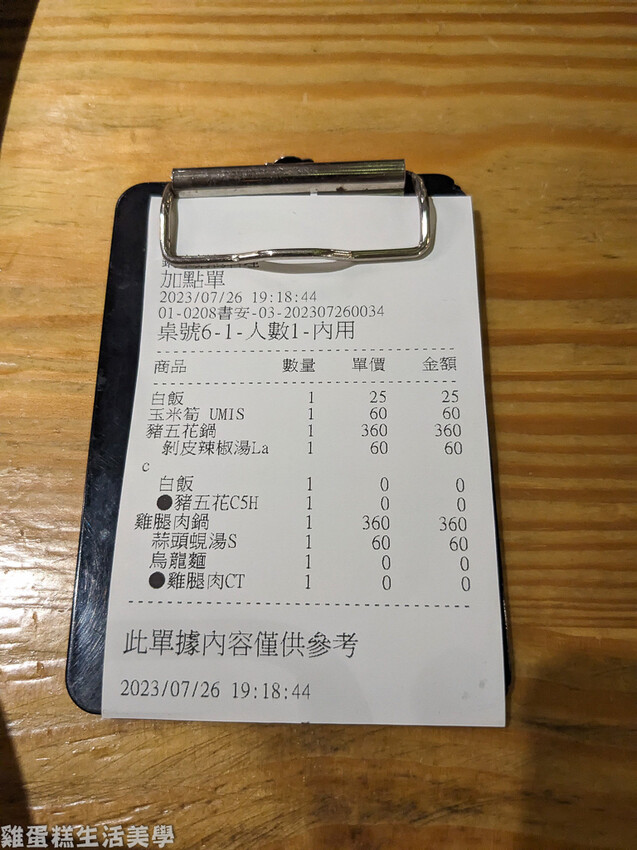 加點單
2023/07/26 19:18:44
01-0208書安-03-202307260034
桌號6-1-人數1-內用
商品 數量 單價 金額
白飯 1 25 25
玉米筍 UMIS 1 60 60
豬五花鍋 1 360 360
剝皮辣椒湯La 1 60 60
c
白飯 1 0 0
●豬五花C5H 1 0 0
雞腿肉鍋 1 360 360
蒜頭蜆湯S 1 60 60
烏龍麵 1 0 0
●雞腿肉CT 1 0 0
此單據內容僅供參考
2023/07/26 19:18:44
雞蛋糕生活美學